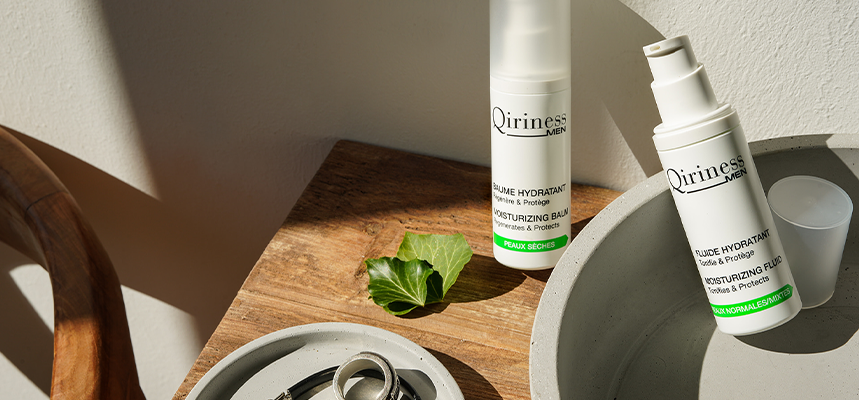 Qiriness
MEN
BAUME HYDRATANT
Régénère & Protège
MOISTURIZING BALM
Regenerates & Protects
PEAUX SÈCHES
Qiriness
MEN
FLUIDE HYDRATANT
Tonifie & Protège
MOISTURIZING FLUID
Tonifies & Protects
PEAUX NORMALES/MIXTES